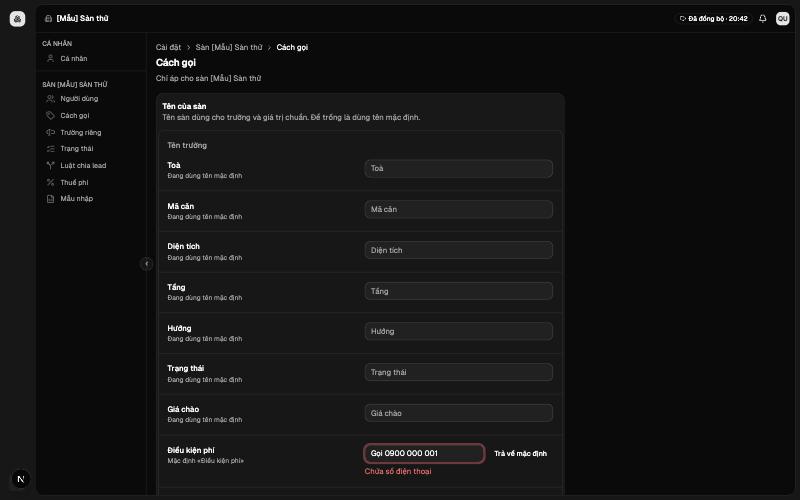 [Mẫu] Sàn thử
Đã đồng bộ · 20:42
QU
CÁ NHÂN
Cá nhân
SÀN [MẪU] SÀN THỬ
Người dùng
Cách gọi
Trường riêng
Trạng thái
Luật chia lead
Thuế phí
Mẫu nhập
Cài đặt > Sàn [Mẫu] Sàn thử > Cách gọi
Cách gọi
Chỉ áp cho sàn [Mẫu] Sàn thử
Tên của sàn
Tên sàn dùng cho trường và giá trị chuẩn. Để trống là dùng tên mặc định.
Tên trường
Toà
Đang dùng tên mặc định
Toà
Mã căn
Đang dùng tên mặc định
Mã căn
Diện tích
Đang dùng tên mặc định
Diện tích
Tầng
Đang dùng tên mặc định
Tầng
Hướng
Đang dùng tên mặc định
Hướng
Trạng thái
Đang dùng tên mặc định
Trạng thái
Giá chào
Đang dùng tên mặc định
Giá chào
Điều kiện phí
Mặc định «Điều kiện phí»
Gọi 0900 000 001
Trả về mặc định
Chứa số điện thoại
N